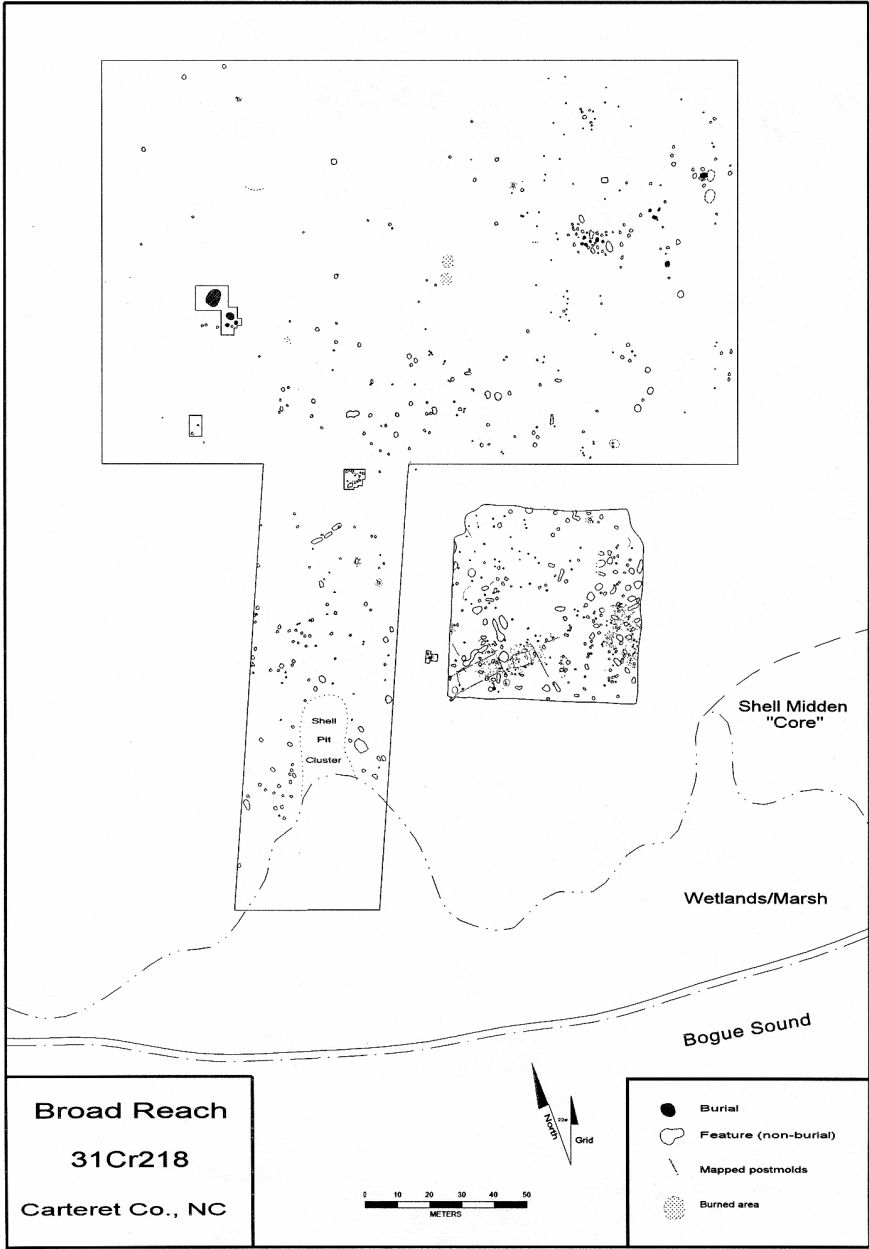 Shell
Pit
Cluster
Shell Midden
"Core"
Wetlands/Marsh
Bogue Sound
Broad Reach
31Cr218
Carteret Co., NC
North
22°
Grid
0 10 20 30 40 50
METERS
Burial
Feature (non-burial)
Mapped postmolds
Burned area